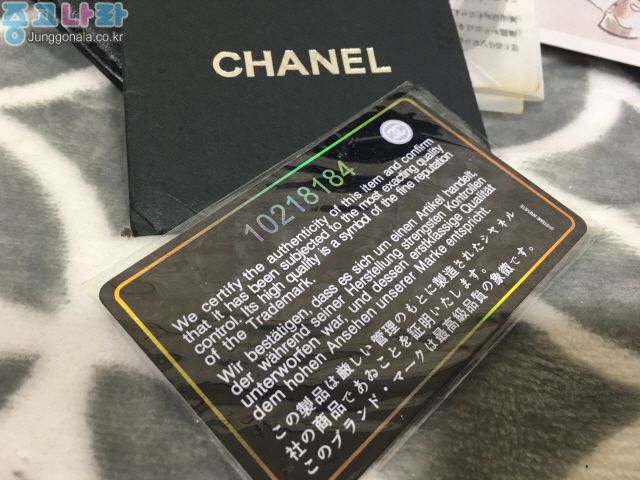 중고나라
Junggonala.co.kr
CHANEL
10218184
We certify the authenticity of this item and confirm
that it has been subjected to the most exacting quality
control. Its high quality is a symbol of the fine reputation
of the Trademark.
Wir bestätigen, dass es sich um einen Artikel handelt,
der während seiner Herstellung strengsten Kontrollen
unterworfen war, und dessen erstklassige Qualität
dem hohen Ansehen unserer Marke entspricht.
この製品は厳しい管理のもとに製造されたシャネル
社の商品であることを証明いたします。
このブランド・マークは最高級品質の象徴です。